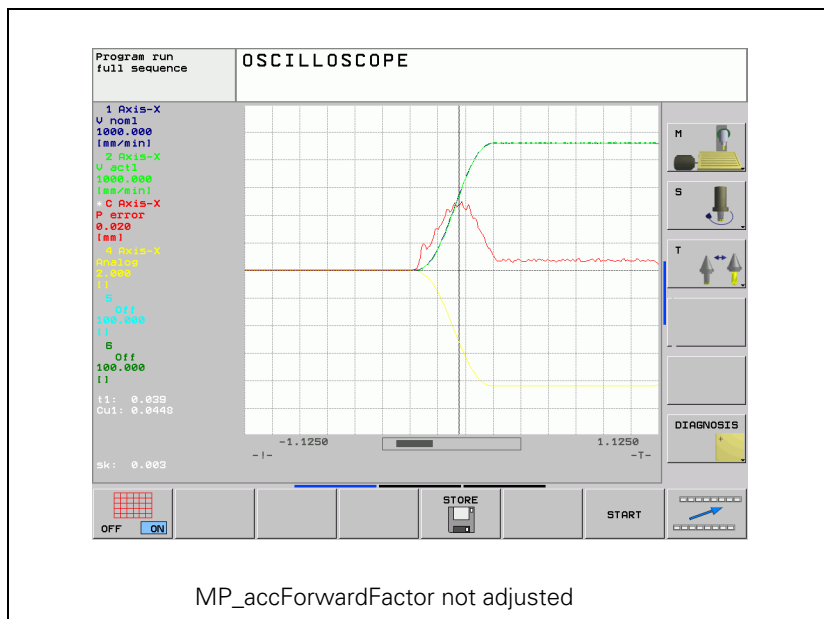 Program run
full sequence
OSCILLOSCOPE
1 Axis-X
V noml
1000.000
[mm/min]
2 Axis-X
V actl
1000.000
[mm/min]
*C Axis-X
P error
0.020
[mm]
4 Axis-X
Analog
2.000
[]
5
Off
100.000
[]
6
Off
100.000
[]
t1: 0.039
Cu1: 0.0448
sk: 0.003
-1.1250
1.1250
-!-
-T-
M
S
T
DIAGNOSIS
OFF ON
STORE
START
MP_accForwardFactor not adjusted